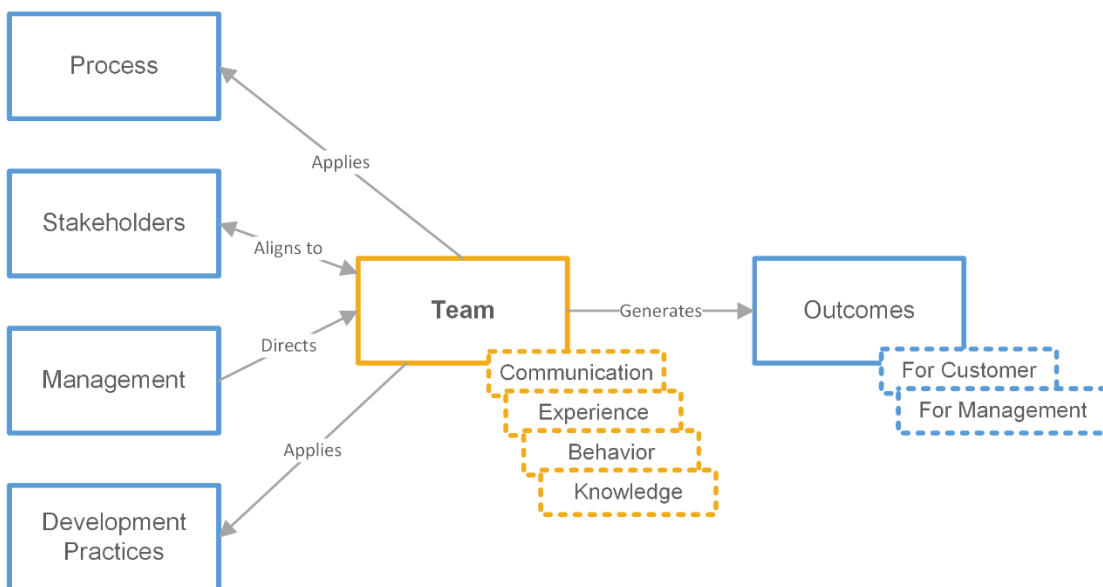 Process
Applies
Stakeholders
Aligns to
Team
Generates
Outcomes
Management
Directs
Communication
For Customer
Experience
For Management
Applies
Behavior
Knowledge
Development
Practices